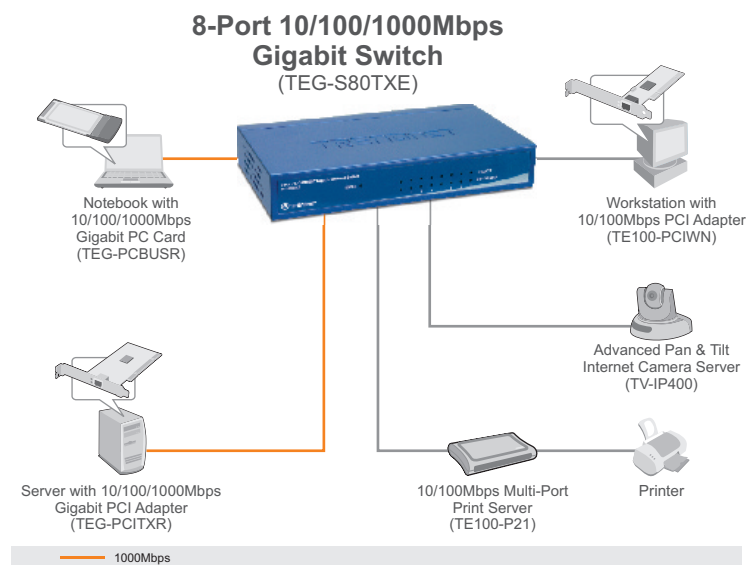 8-Port 10/100/1000Mbps
Gigabit Switch
(TEG-S80TXE)
TRENDNET
Notebook with
10/100/1000Mbps
Gigabit PC Card
(TEG-PCBUSR)
Workstation with
10/100Mbps PCI Adapter
(TE100-PCIWN)
Advanced Pan & Tilt
Internet Camera Server
(TV-IP400)
Server with 10/100/1000Mbps
Gigabit PCI Adapter
(TEG-PCITXR)
10/100Mbps Multi-Port
Print Server
(TE100-P21)
Printer
1000Mbps